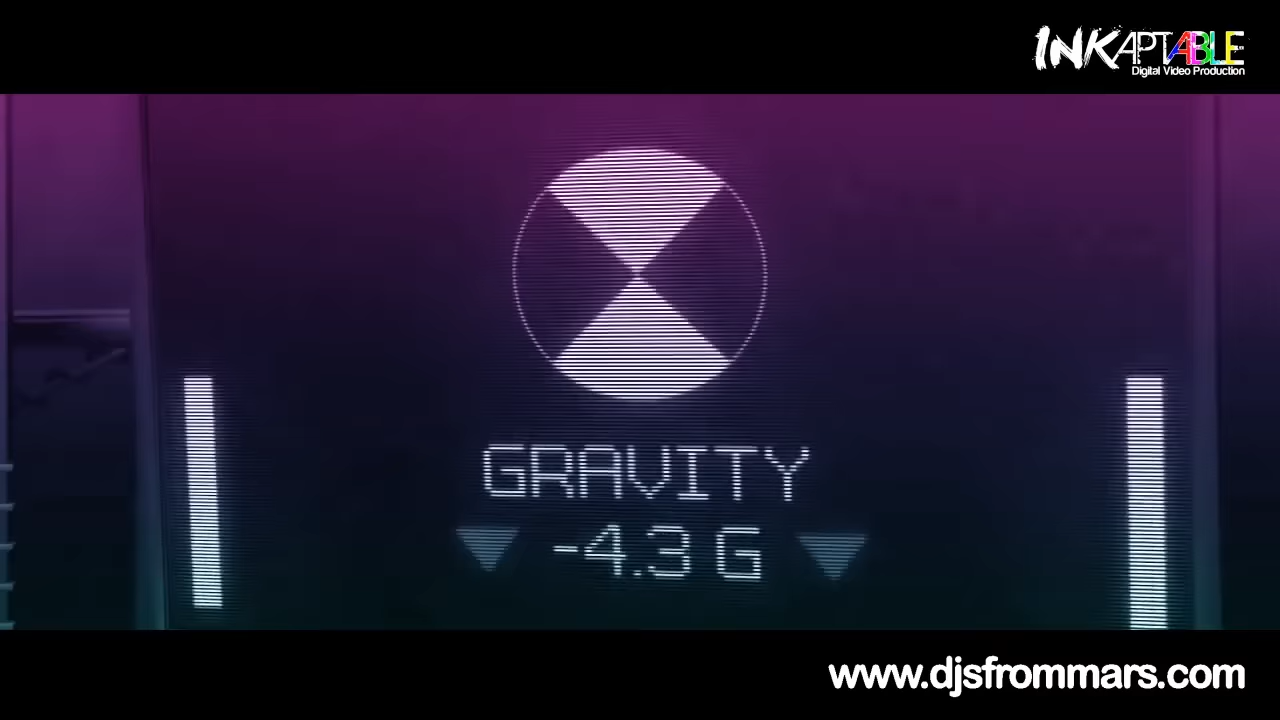 INKAPTABLE
Digital Video Production
GRAVITY
-4.3 G
www.djsfrommars.com